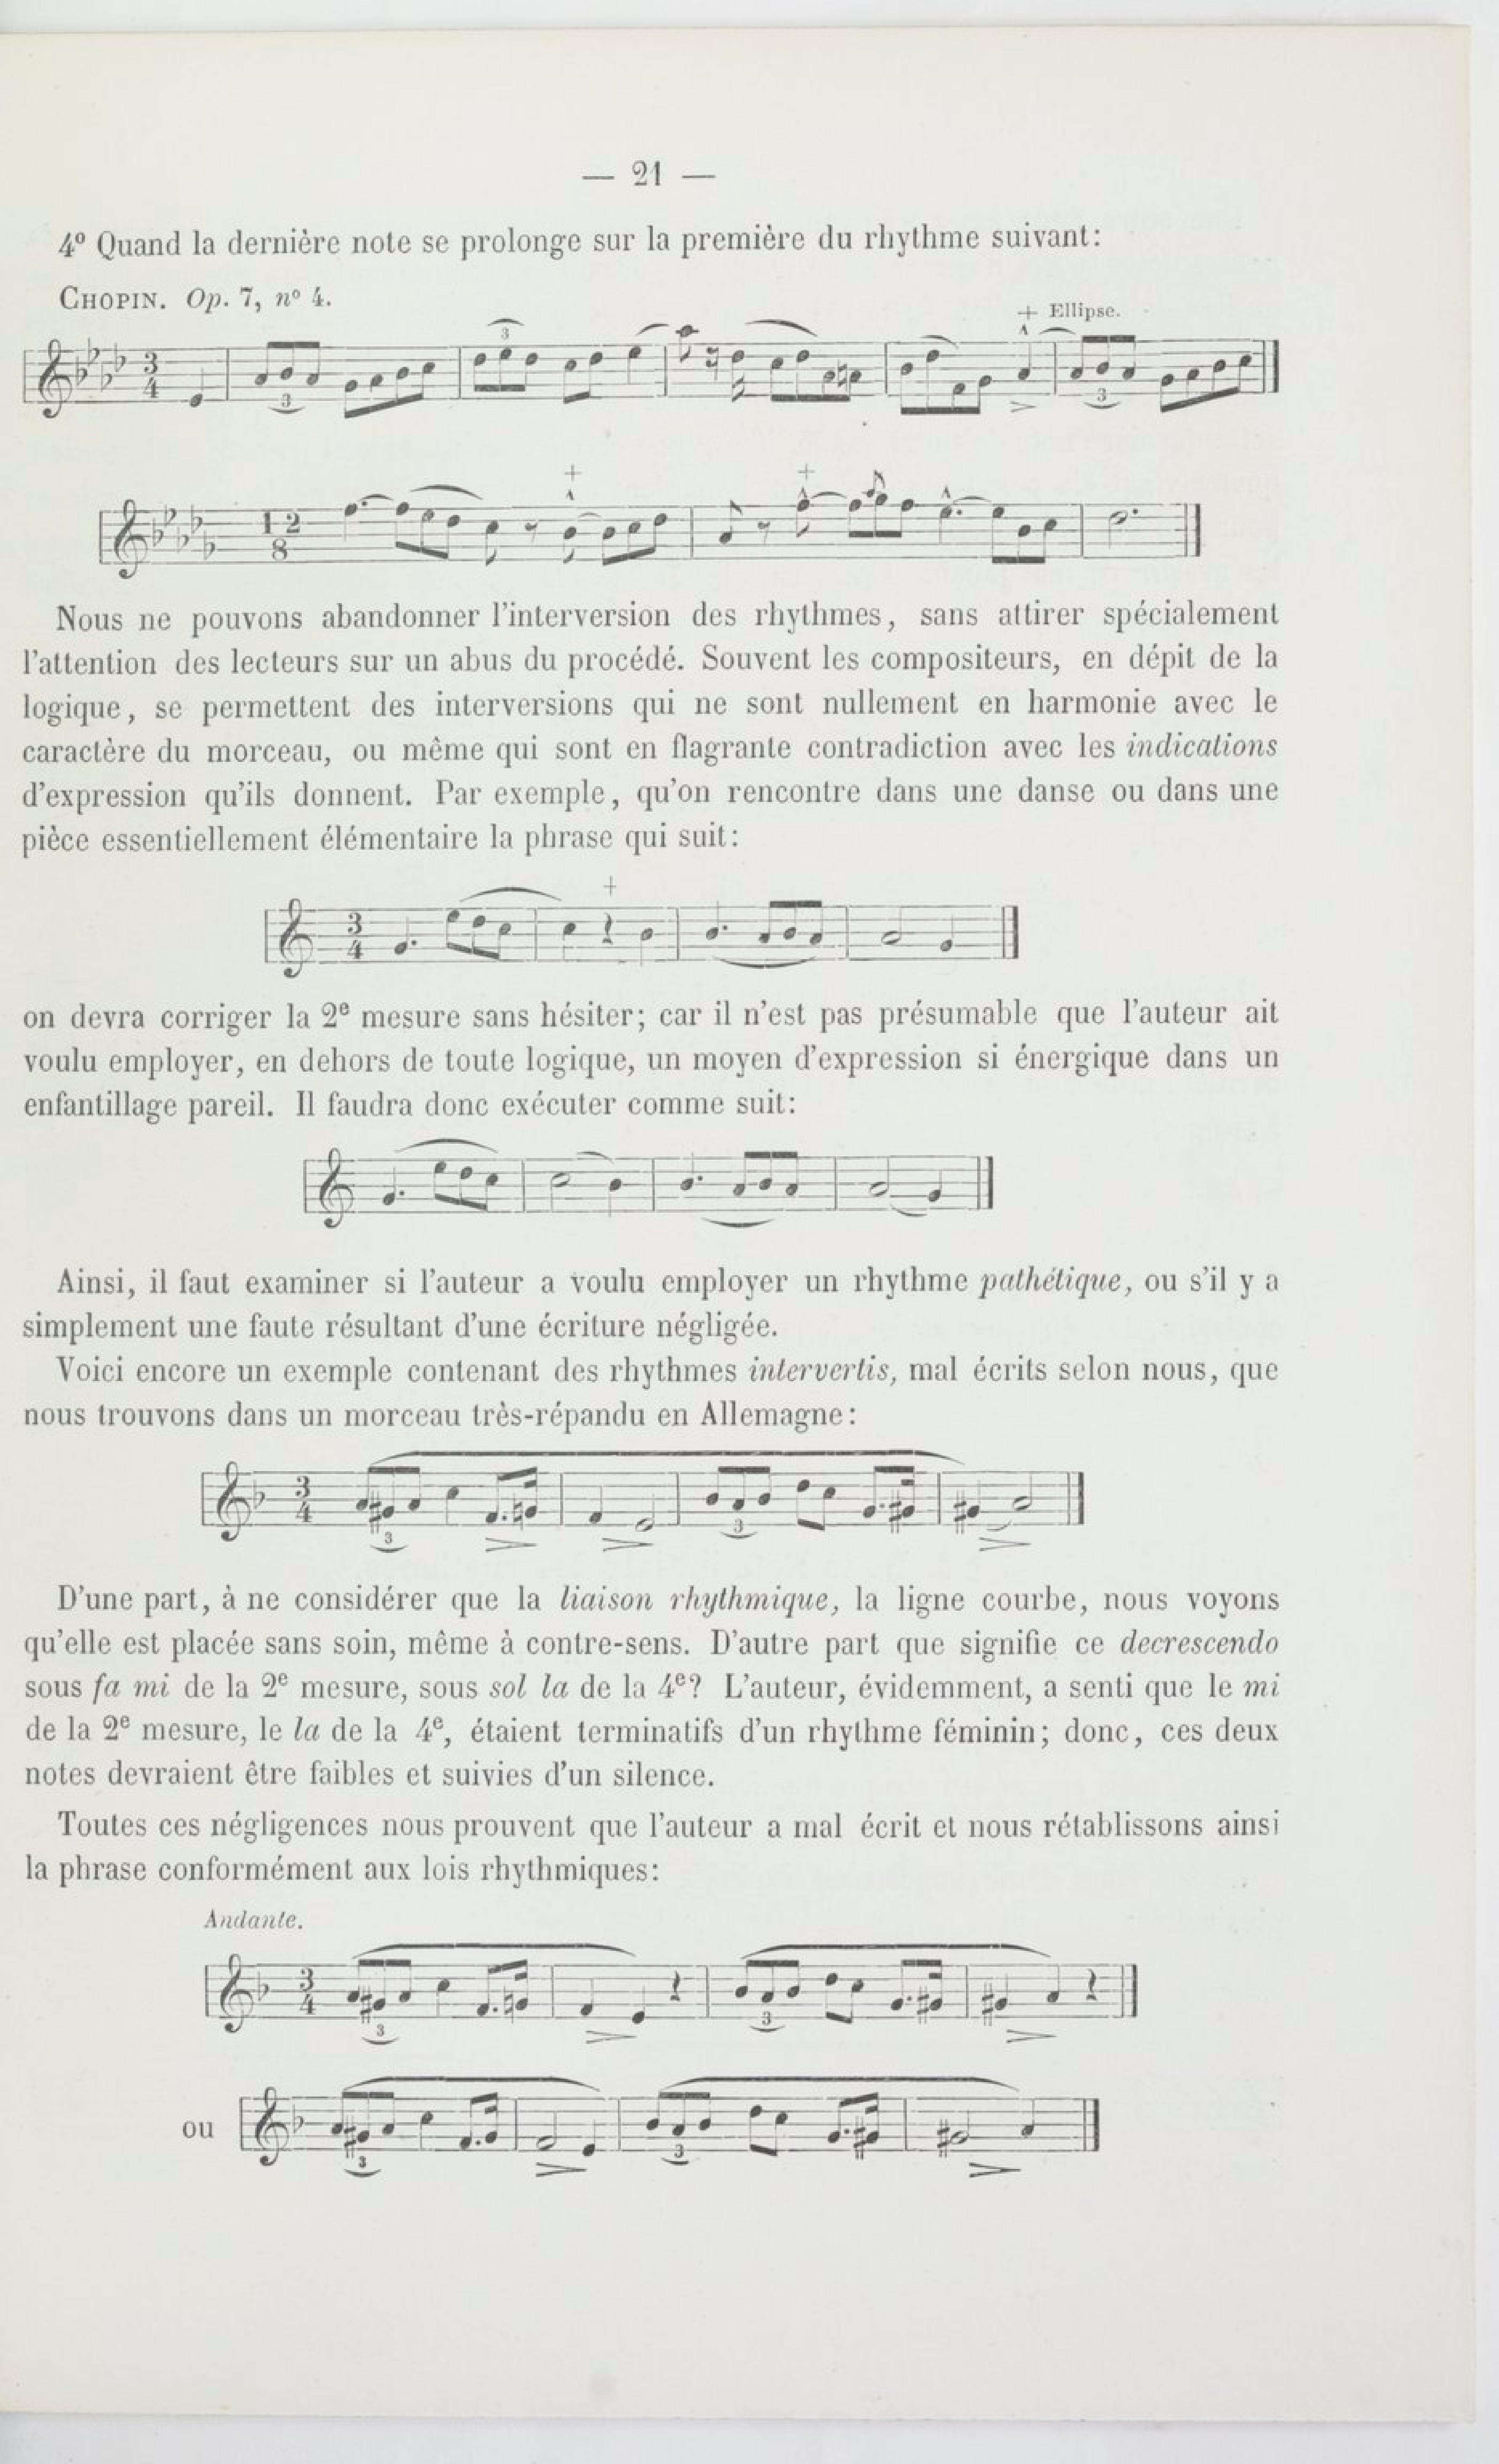 — 21 —
4º Quand la dernière note se prolonge sur la première du rhythme suivant:
CHOPIN. Op. 7, nº 4.
+ Ellipse.
3
3
4
3
3
+
+
12
8
Nous ne pouvons abandonner l'interversion des rhythmes, sans attirer spécialement
l'attention des lecteurs sur un abus du procédé. Souvent les compositeurs, en dépit de la
logique, se permettent des interversions qui ne sont nullement en harmonie avec le
caractère du morceau, ou même qui sont en flagrante contradiction avec les indications
d'expression qu'ils donnent. Par exemple, qu'on rencontre dans une danse ou dans une
pièce essentiellement élémentaire la phrase qui suit:
+
3
4
on devra corriger la 2e mesure sans hésiter; car il n'est pas présumable que l'auteur ait
voulu employer, en dehors de toute logique, un moyen d'expression si énergique dans un
enfantillage pareil. Il faudra donc exécuter comme suit:
Ainsi, il faut examiner si l'auteur a voulu employer un rhythme pathétique, ou s'il y a
simplement une faute résultant d'une écriture négligée.
Voici encore un exemple contenant des rhythmes intervertis, mal écrits selon nous, que
nous trouvons dans un morceau très-répandu en Allemagne:
3
4
3
3
D'une part, à ne considérer que la liaison rhythmique, la ligne courbe, nous voyons
qu'elle est placée sans soin, même à contre-sens. D'autre part que signifie ce decrescendo
sous fa mi de la 2e mesure, sous sol la de la 4e? L'auteur, évidemment, a senti que le mi
de la 2e mesure, le la de la 4e, étaient terminatifs d'un rhythme féminin; donc, ces deux
notes devraient être faibles et suivies d'un silence.
Toutes ces négligences nous prouvent que l'auteur a mal écrit et nous rétablissons ainsi
la phrase conformément aux lois rhythmiques:
Andante.
3
4
3
3
ou
3
3